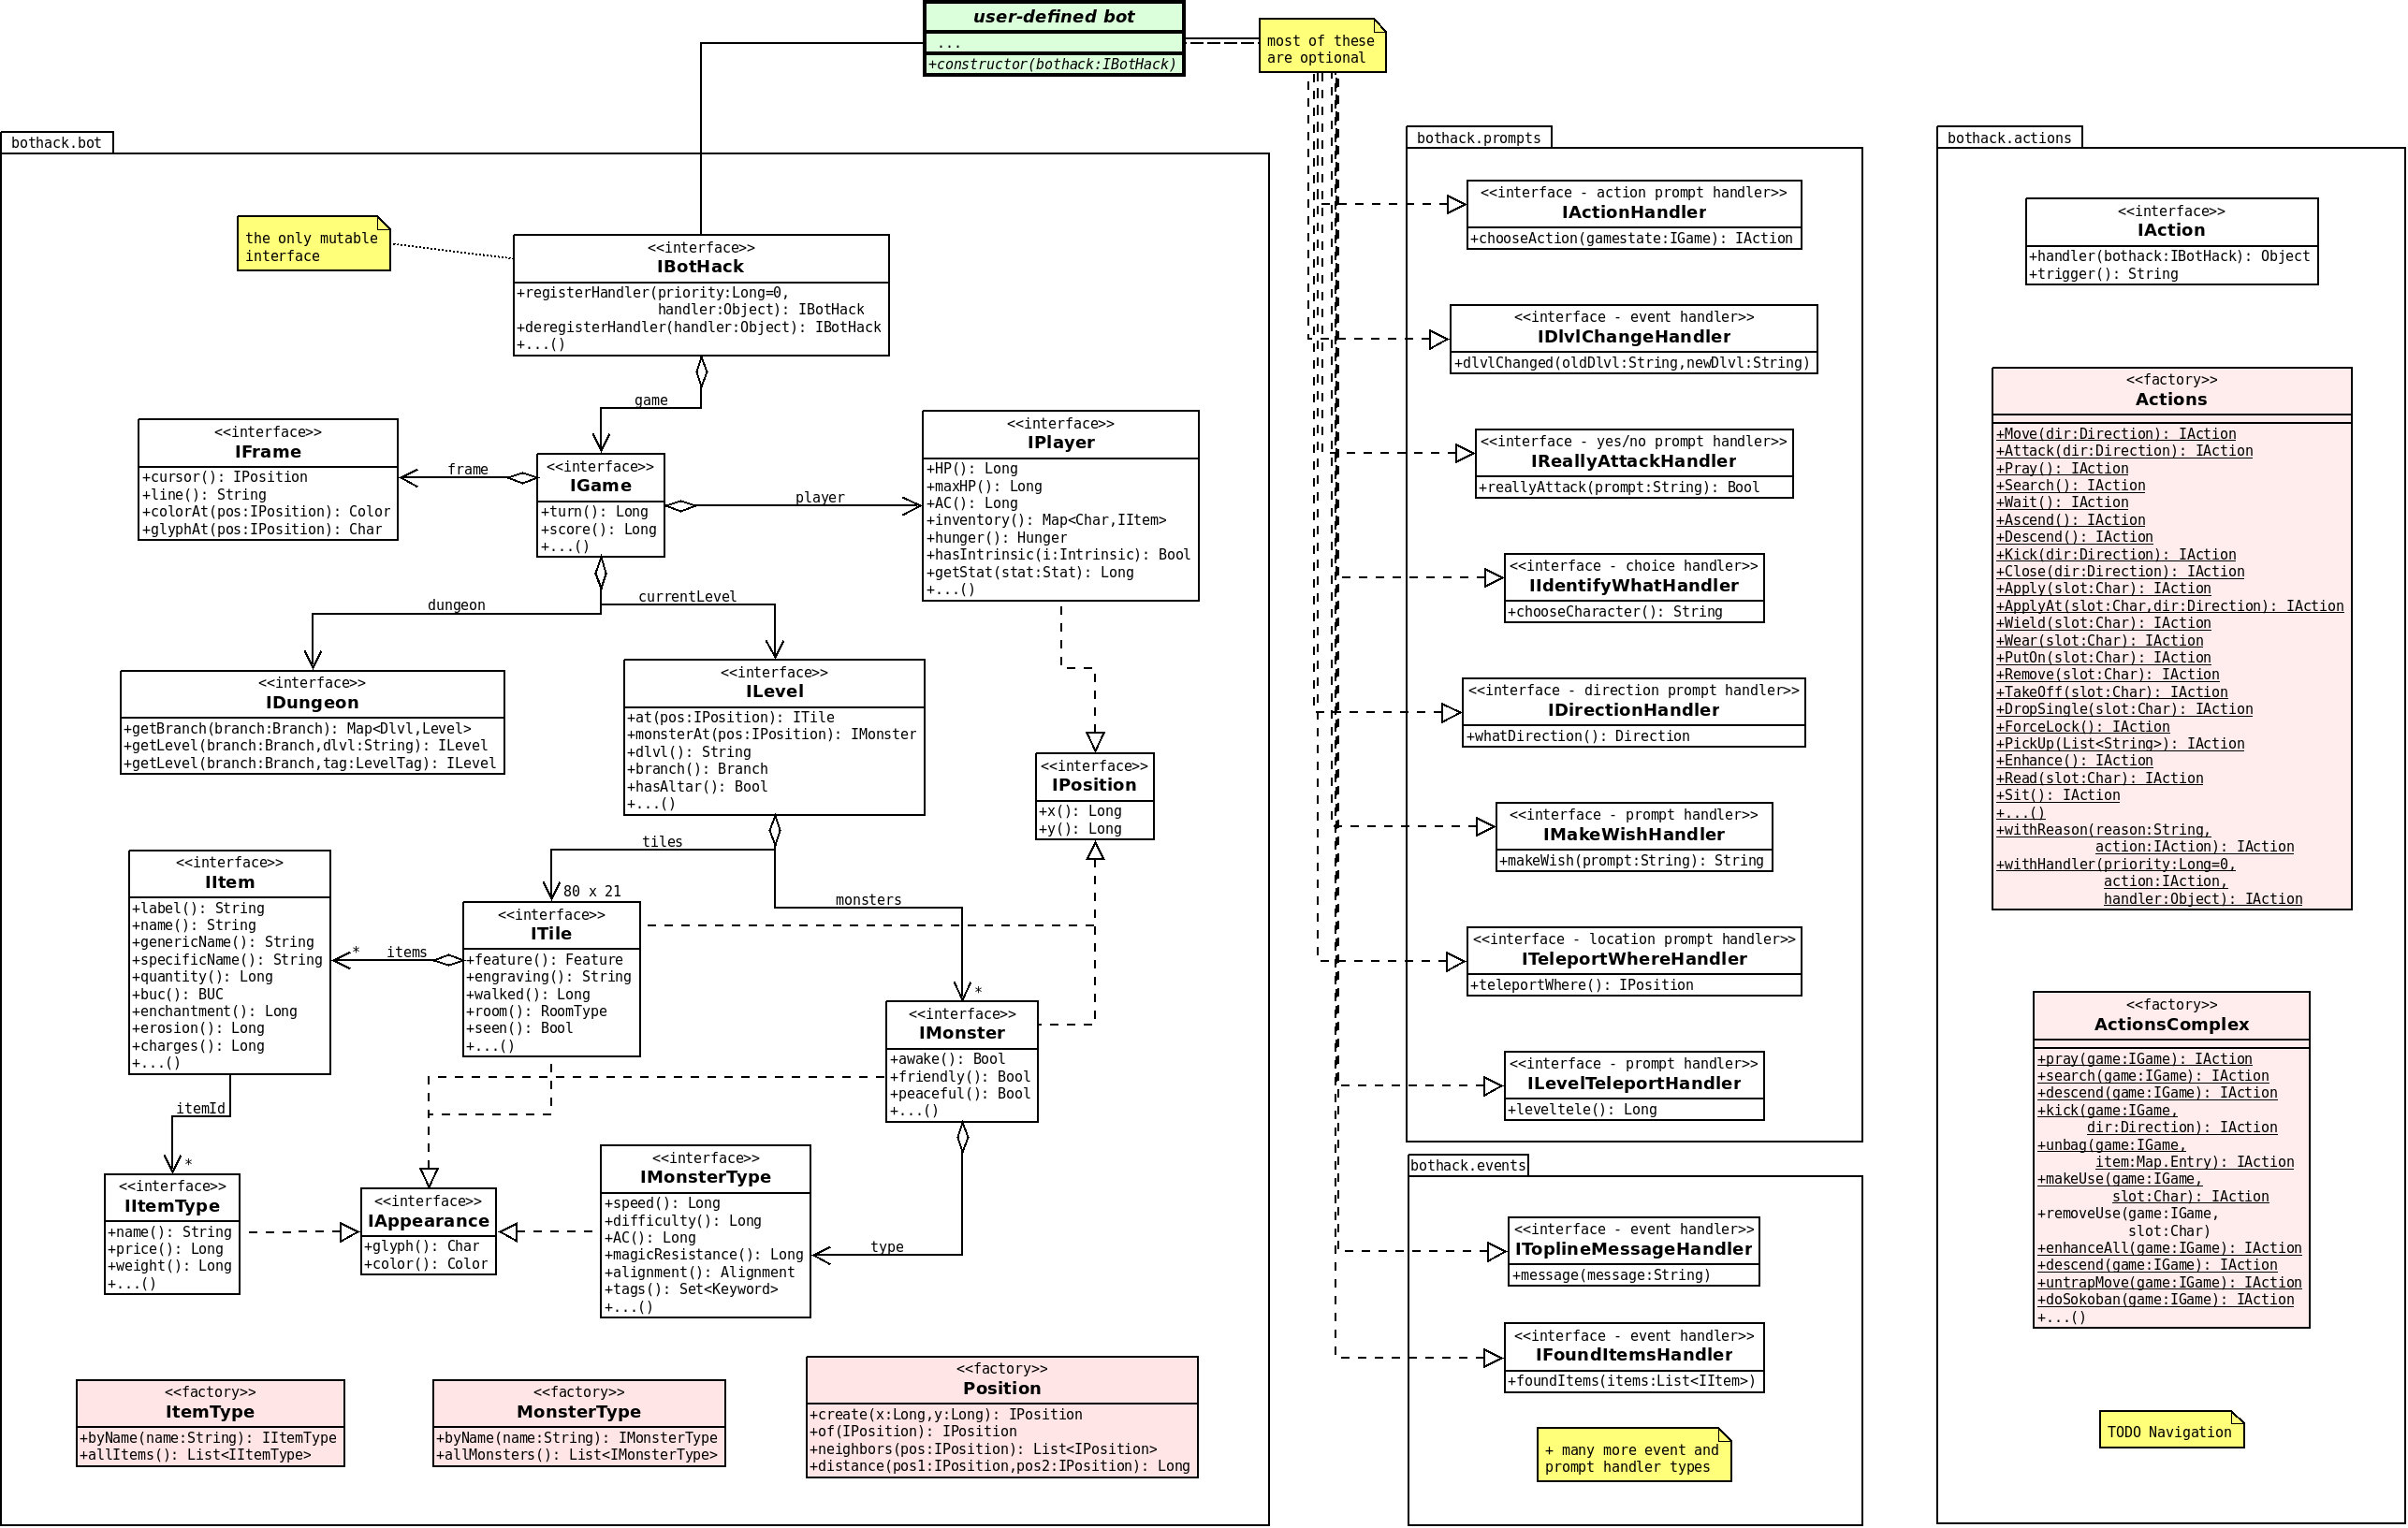 user-defined bot
...
+constructor(bothack:IBotHack)
most of these
are optional
bothack.bot
the only mutable
interface
<<interface>>
IBotHack
+registerHandler(priority:Long=0,
handler:Object): IBotHack
+deregisterHandler(handler:Object): IBotHack
+...()
game
<<interface>>
IFrame
+cursor(): IPosition
+line(): String
+colorAt(pos:IPosition): Color
+glyphAt(pos:IPosition): Char
frame
<<interface>>
IGame
+turn(): Long
+score(): Long
+...()
player
<<interface>>
IPlayer
+HP(): Long
+maxHP(): Long
+AC(): Long
+inventory(): Map<Char,IItem>
+hunger(): Hunger
+hasIntrinsic(i:Intrinsic): Bool
+getStat(stat:Stat): Long
+...()
dungeon
currentLevel
<<interface>>
IDungeon
+getBranch(branch:Branch): Map<Dlvl,Level>
+getLevel(branch:Branch,dlvl:String): ILevel
+getLevel(branch:Branch,tag:LevelTag): ILevel
<<interface>>
ILevel
+at(pos:IPosition): ITile
+monsterAt(pos:IPosition): IMonster
+dlvl(): String
+branch(): Branch
+hasAltar(): Bool
+...()
<<interface>>
IPosition
+x(): Long
+y(): Long
tiles
80 x 21
monsters
*
<<interface>>
IItem
+label(): String
+name(): String
+genericName(): String
+specificName(): String
+quantity(): Long
+buc(): BUC
+enchantment(): Long
+erosion(): Long
+charges(): Long
+...()
* items
<<interface>>
ITile
+feature(): Feature
+engraving(): String
+walked(): Long
+room(): RoomType
+seen(): Bool
+...()
<<interface>>
IMonster
+awake(): Bool
+friendly(): Bool
+peaceful(): Bool
+...()
itemId
*
<<interface>>
IItemType
+name(): String
+price(): Long
+weight(): Long
+...()
<<interface>>
IAppearance
+glyph(): Char
+color(): Color
<<interface>>
IMonsterType
+speed(): Long
+difficulty(): Long
+AC(): Long
+magicResistance(): Long
+alignment(): Alignment
+tags(): Set<Keyword>
+...()
type
<<factory>>
ItemType
+byName(name:String): IItemType
+allItems(): List<IItemType>
<<factory>>
MonsterType
+byName(name:String): IMonsterType
+allMonsters(): List<IMonsterType>
<<factory>>
Position
+create(x:Long,y:Long): IPosition
+of(IPosition): IPosition
+neighbors(pos:IPosition): List<IPosition>
+distance(pos1:IPosition,pos2:IPosition): Long
bothack.prompts
<<interface - action prompt handler>>
IActionHandler
+chooseAction(gamestate:IGame): IAction
<<interface - event handler>>
IDlvlChangeHandler
+dlvlChanged(oldDlvl:String,newDlvl:String)
<<interface - yes/no prompt handler>>
IReallyAttackHandler
+reallyAttack(prompt:String): Bool
<<interface - choice handler>>
IIdentifyWhatHandler
+chooseCharacter(): String
<<interface - direction prompt handler>>
IDirectionHandler
+whatDirection(): Direction
<<interface - prompt handler>>
IMakeWishHandler
+makeWish(prompt:String): String
<<interface - location prompt handler>>
ITeleportWhereHandler
+teleportWhere(): IPosition
<<interface - prompt handler>>
ILevelTeleportHandler
+leveltele(): Long
bothack.events
<<interface - event handler>>
IToplineMessageHandler
+message(message:String)
<<interface - event handler>>
IFoundItemsHandler
+foundItems(items:List<IItem>)
+ many more event and
prompt handler types
bothack.actions
<<interface>>
IAction
+handler(bothack:IBotHack): Object
+trigger(): String
<<factory>>
Actions
+Move(dir:Direction): IAction
+Attack(dir:Direction): IAction
+Pray(): IAction
+Search(): IAction
+Wait(): IAction
+Ascend(): IAction
+Descend(): IAction
+Kick(dir:Direction): IAction
+Close(dir:Direction): IAction
+Apply(slot:Char): IAction
+ApplyAt(slot:Char,dir:Direction): IAction
+Wield(slot:Char): IAction
+Wear(slot:Char): IAction
+PutOn(slot:Char): IAction
+Remove(slot:Char): IAction
+TakeOff(slot:Char): IAction
+DropSingle(slot:Char): IAction
+ForceLock(): IAction
+PickUp(List<String>): IAction
+Enhance(): IAction
+Read(slot:Char): IAction
+Sit(): IAction
+...()
+withReason(reason:String,
action:IAction): IAction
+withHandler(priority:Long=0,
action:IAction,
handler:Object): IAction
<<factory>>
ActionsComplex
+pray(game:IGame): IAction
+search(game:IGame): IAction
+descend(game:IGame): IAction
+kick(game:IGame,
dir:Direction): IAction
+unbag(game:IGame,
item:Map.Entry): IAction
+makeUse(game:IGame,
slot:Char): IAction
+removeUse(game:IGame,
slot:Char)
+enhanceAll(game:IGame): IAction
+descend(game:IGame): IAction
+untrapMove(game:IGame): IAction
+doSokoban(game:IGame): IAction
+...()
TODO Navigation